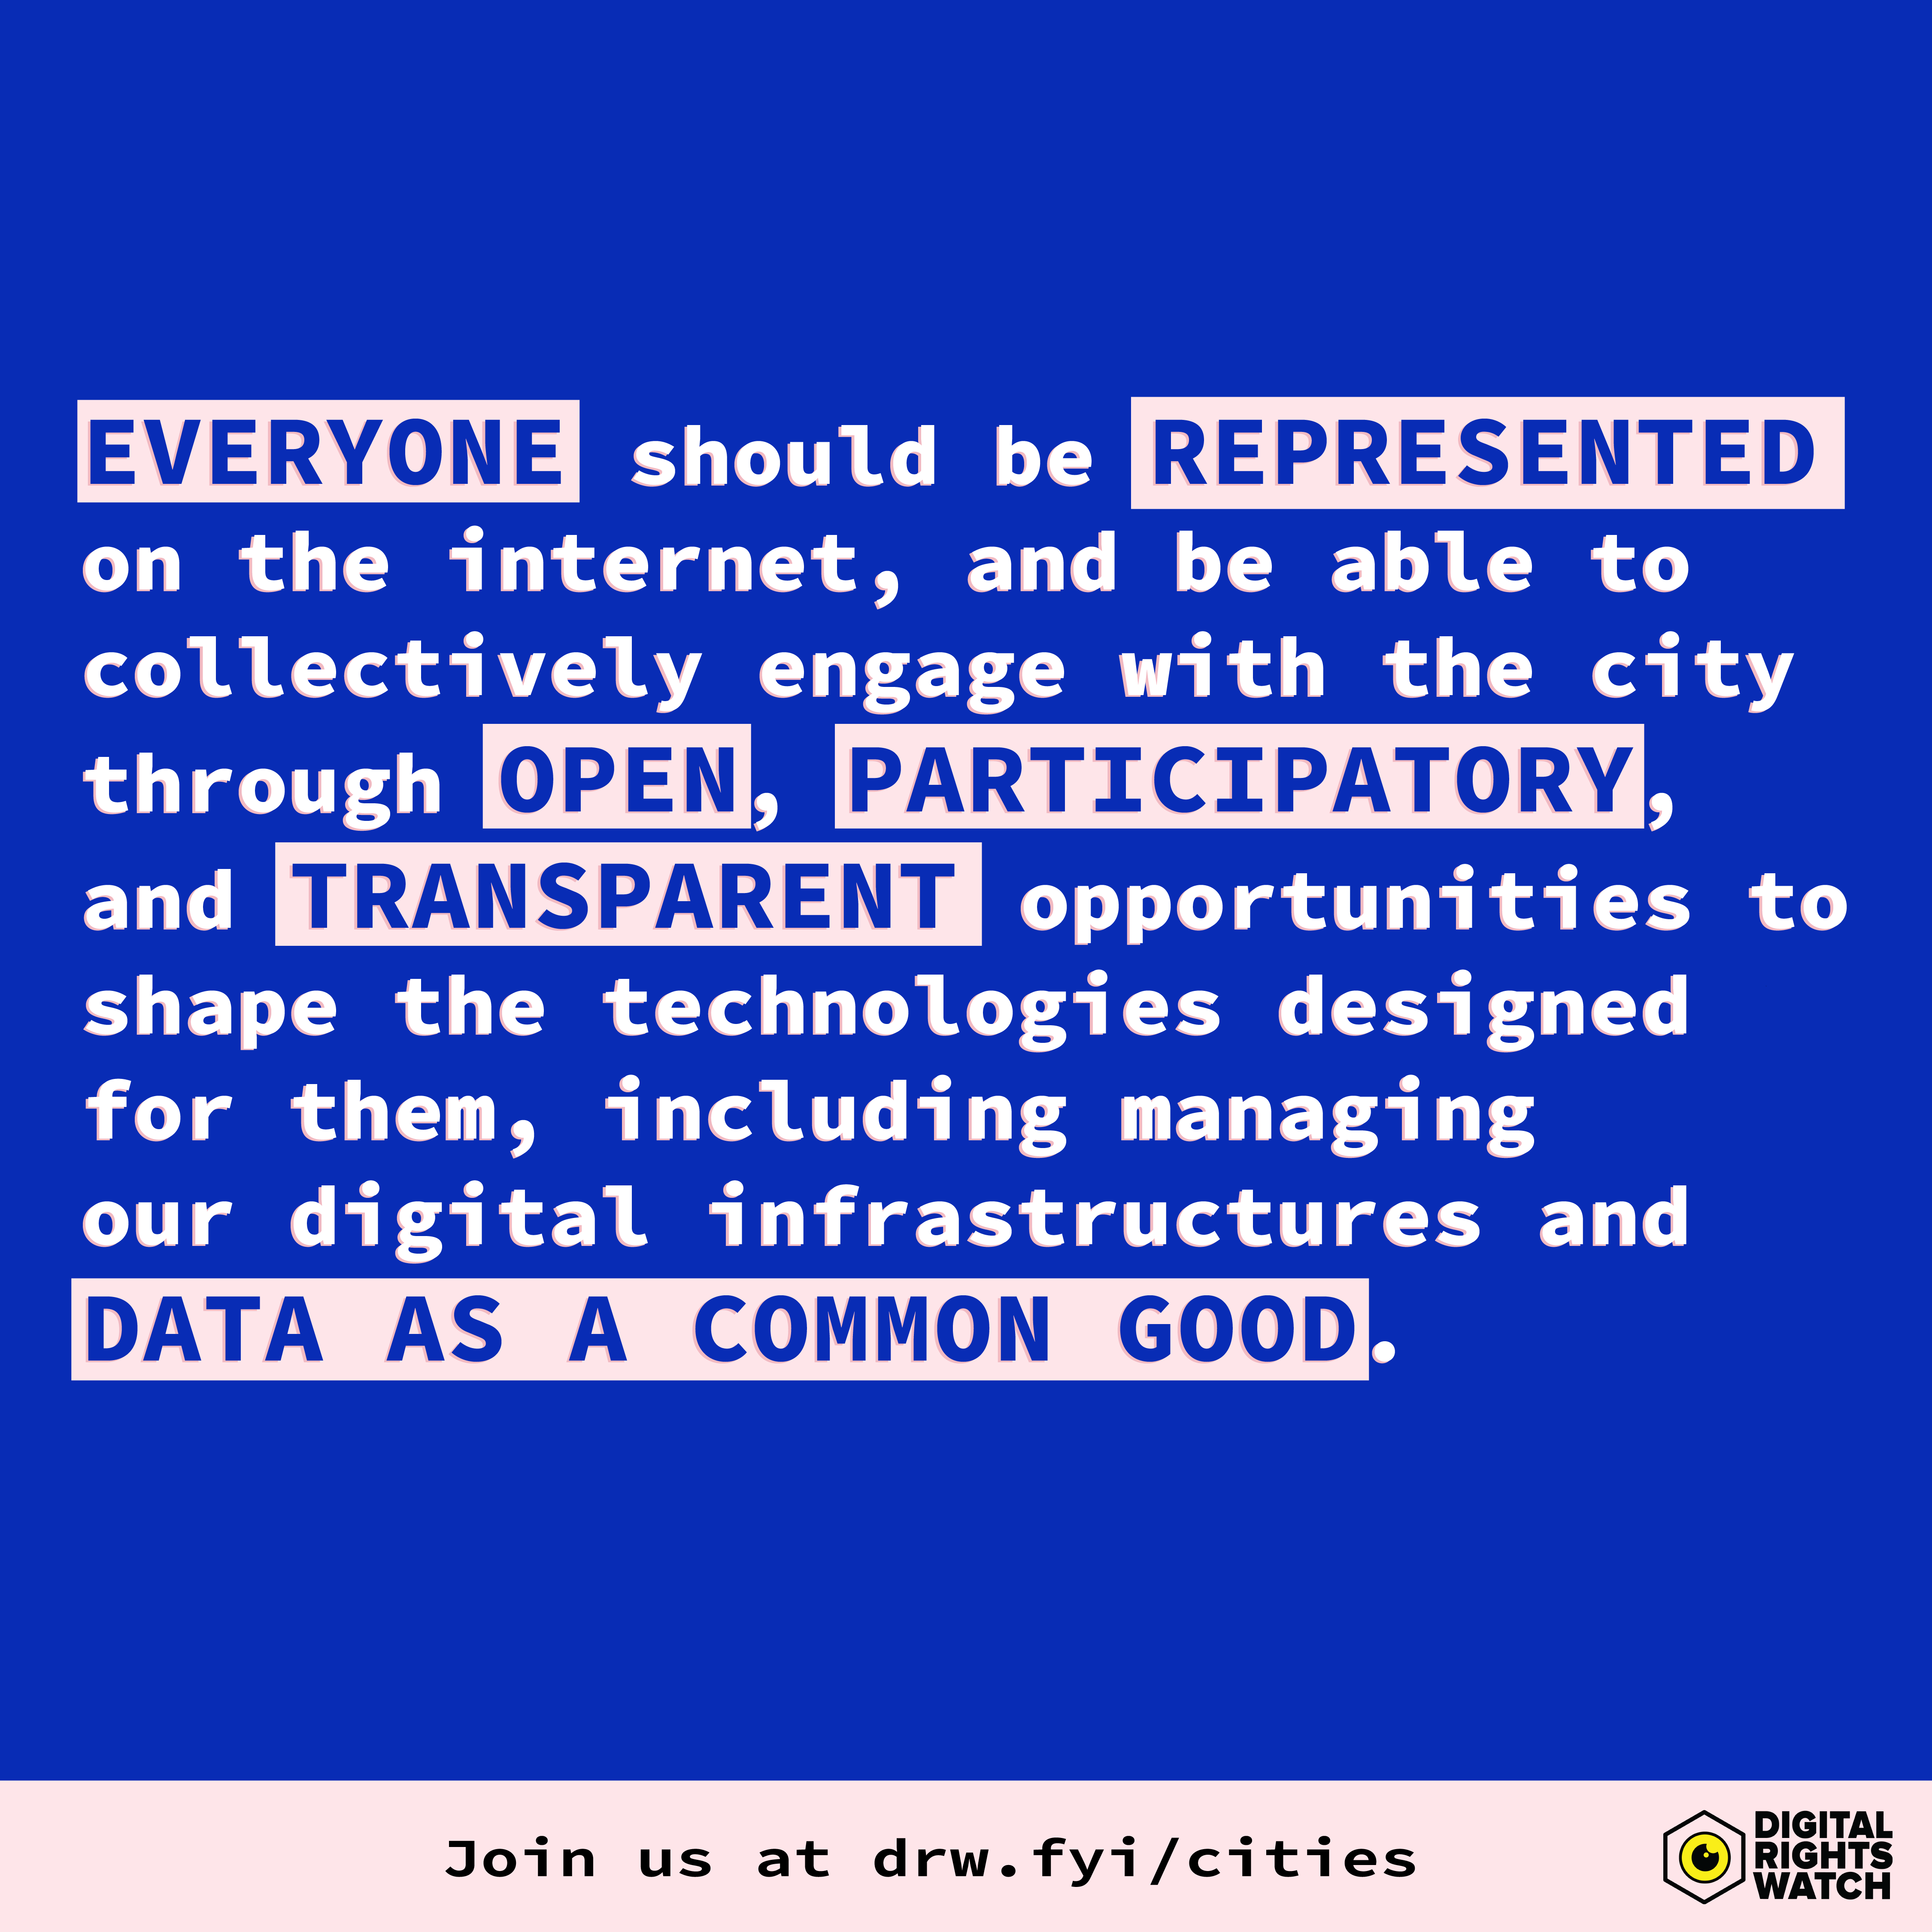 EVERYONE should be REPRESENTED
on the internet, and be able to
collectively engage with the city
through OPEN, PARTICIPATORY,
and TRANSPARENT opportunities to
shape the technologies designed
for them, including managing
our digital infrastructures and
DATA AS A COMMON GOOD.
Join us at drw.fyi/cities
DIGITAL
RIGHTS
WATCH